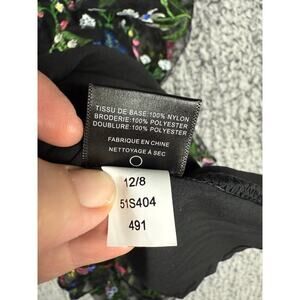 TISSU DE BASE:100% NYLON
BRODERIE:100% POLYESTER
DOUBLURE:100% POLYESTER
FABRIQUE EN CHINE
NETTOYAGE À SEC
12/8
51S404
491